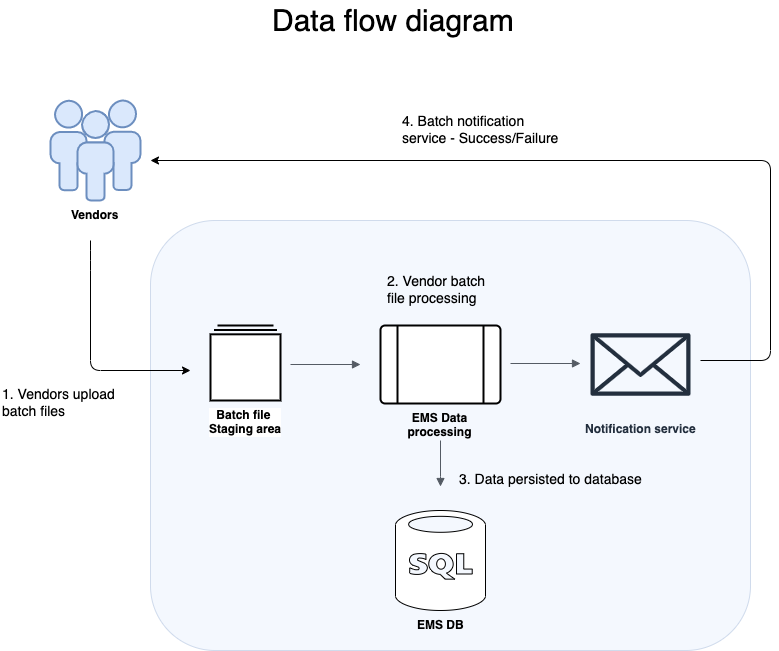 Data flow diagram
4. Batch notification
service - Success/Failure
Vendors
2. Vendor batch
file processing
1. Vendors upload
batch files
Batch file
Staging area
EMS Data
processing
Notification service
3. Data persisted to database
SQL
EMS DB